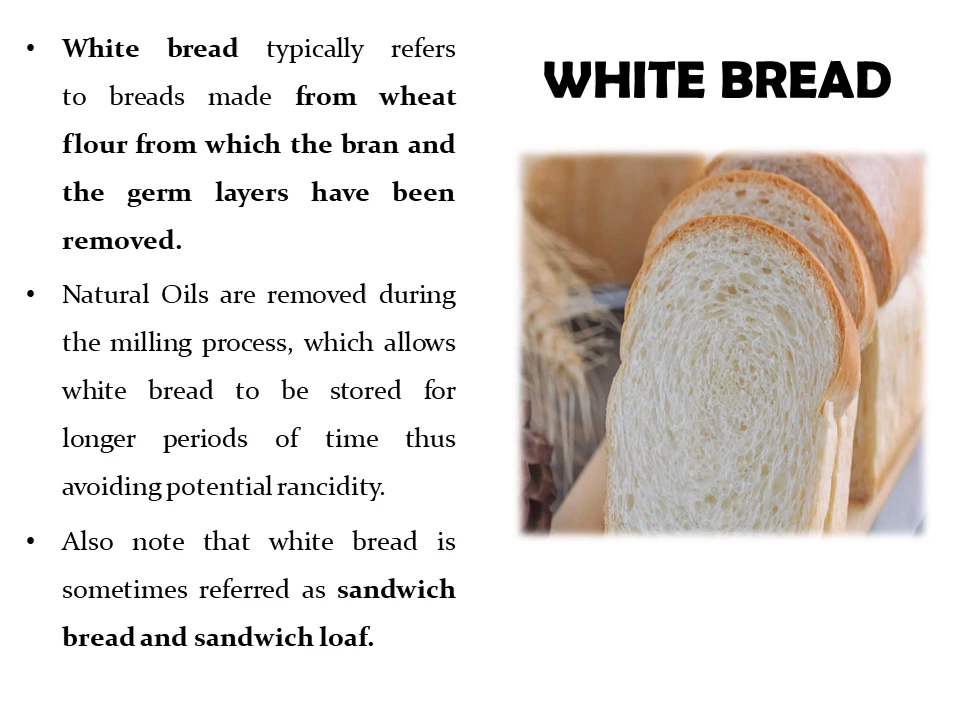 WHITE BREAD
• White bread typically refers
to breads made from wheat
flour from which the bran and
the germ layers have been
removed.
• Natural Oils are removed during
the milling process, which allows
white bread to be stored for
longer periods of time thus
avoiding potential rancidity.
• Also note that white bread is
sometimes referred as sandwich
bread and sandwich loaf.